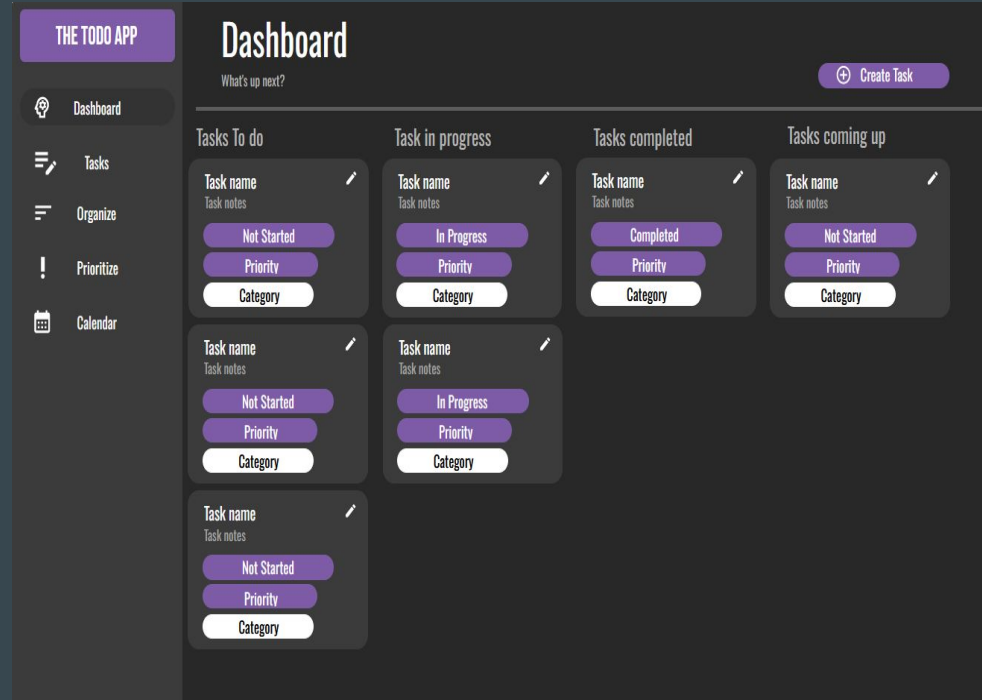 THE TODO APP
Dashboard
Tasks
Organize
Prioritize
Calendar
Dashboard
What's up next?
Create Task
Tasks To do
Task name
Task notes
Not Started
Priority
Category
Task name
Task notes
Not Started
Priority
Category
Task name
Task notes
Not Started
Priority
Category
Task in progress
Task name
Task notes
In Progress
Priority
Category
Task name
Task notes
In Progress
Priority
Category
Tasks completed
Task name
Task notes
Completed
Priority
Category
Tasks coming up
Task name
Task notes
Not Started
Priority
Category